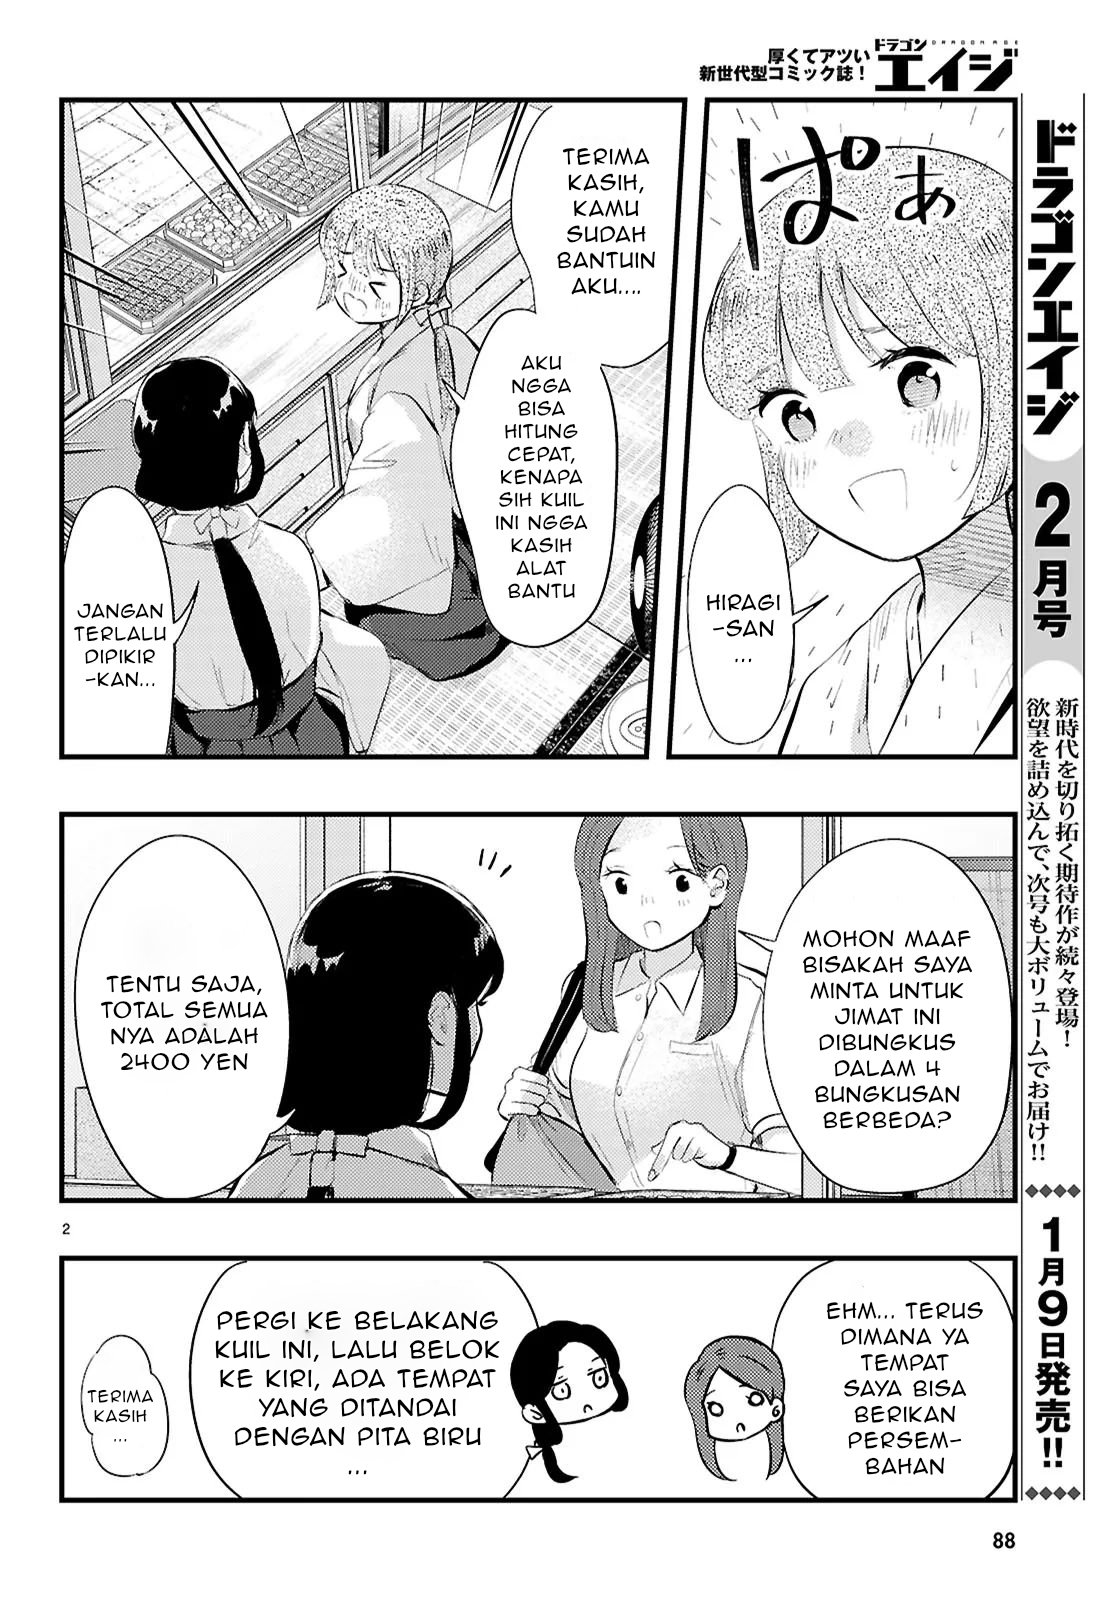 厚くてアツい
新世代型コミック誌!
ドラゴン
DRAGON AGE
エイジ
ぱぁ
HIRAGI
-SAN
...
TERIMA
KASIH,
KAMU
SUDAH
BANTUIN
AKU....
AKU
NGGA
BISA
HITUNG
CEPAT,
KENAPA
SIH KUIL
INI NGGA
KASIH
ALAT
BANTU
JANGAN
TERLALU
DIPIKIR
-KAN...
MOHON MAAF
BISAKAH SAYA
MINTA UNTUK
JIMAT INI
DIBUNGKUS
DALAM 4
BUNGKUSAN
BERBEDA?
TENTU SAJA,
TOTAL SEMUA
NYA ADALAH
2400 YEN
2
EHM... TERUS
DIMANA YA
TEMPAT
SAYA BISA
BERIKAN
PERSEM-
BAHAN
PERGI KE BELAKANG
KUIL INI, LALU BELOK
KE KIRI, ADA TEMPAT
YANG DITANDAI
DENGAN PITA BIRU
...
TERIMA
KASIH
...
ドラゴンエイジ
2月号
新時代を切り拓く期待作が続々登場!
欲望を詰め込んで、次号も大ボリュームでお届け!!
1月9日発売!!
88